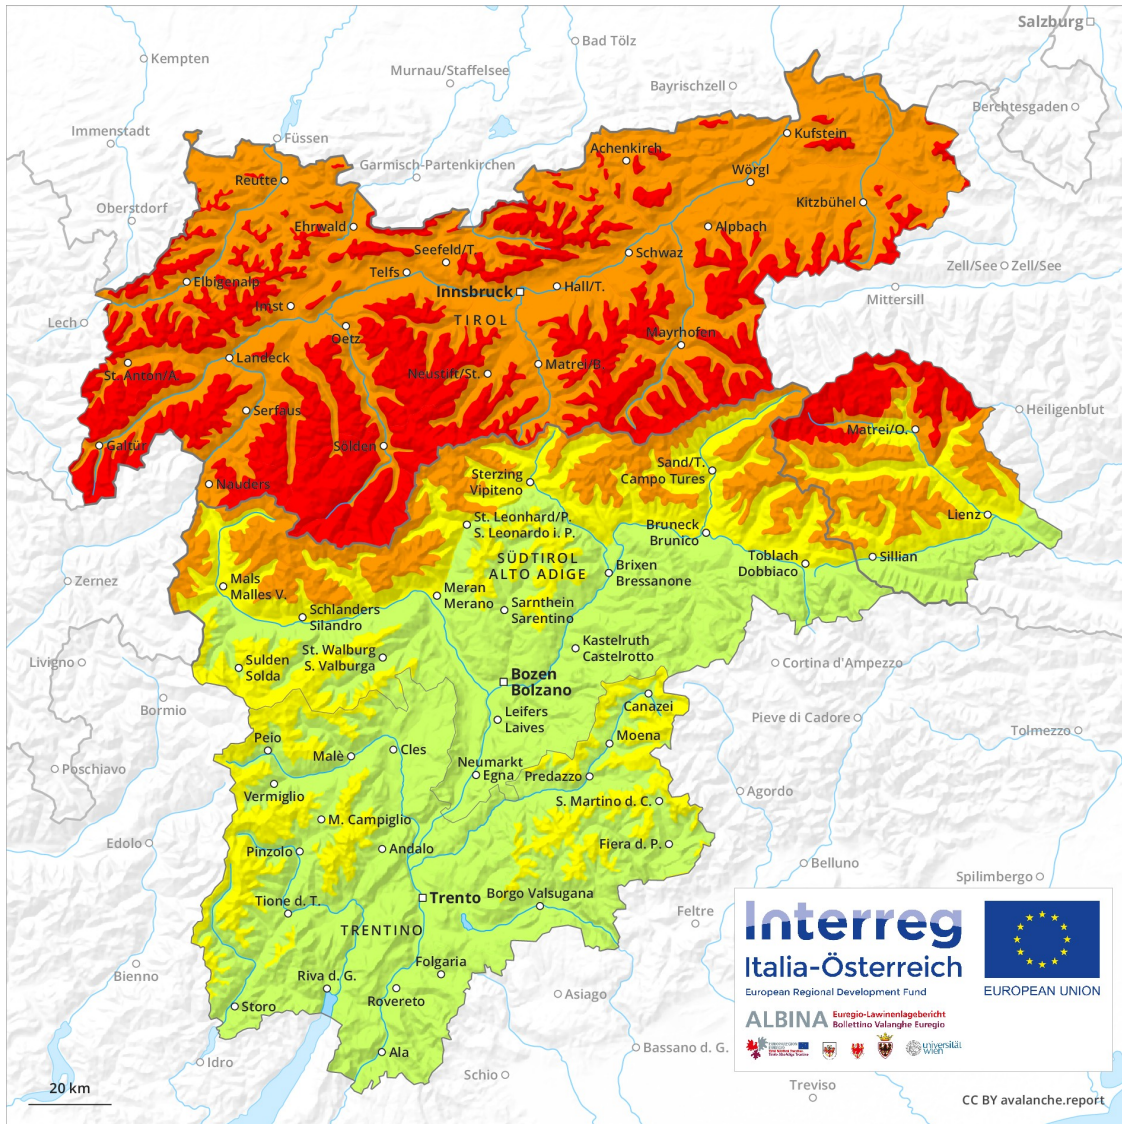 Salzburg
Bad Tölz
Kempten
Murnau/Staffelsee
Bayrischzell
Berchtesgaden
Immenstadt
Füssen
Kufstein
Achenkirch
Garmisch-Partenkirchen
Wörgl
Reutte
Oberstdorf
Kitzbühel
Ehrwald
Alpbach
Seefeld/T.
Schwaz
Telfs
Zell/See
Zell/See
Elbigenalp
Hall/T.
Innsbruck
Mittersill
Imst
Lech
TIROL
Oetz
Mayrhofen
Landeck
Matrei/B.
St. Anton/A.
Neustift/St.
Serfaus
Heiligenblut
Matrei/O.
Galtür
Sölden
Sand/T.
Campo Tures
Sterzing
Vipiteno
Nauders
Lienz
St. Leonhard/P.
S. Leonardo i. P.
Bruneck
Brunico
SÜDTIROL
ALTO ADIGE
Toblach
Dobbiaco
Sillian
Brixen
Bressanone
Zernez
Mals
Malles V.
Meran
Merano
Sarnthein
Sarentino
Schlanders
Silandro
Kastelruth
Castelrotto
St. Walburg
S. Valburga
Livigno
Sulden
Solda
Cortina d'Ampezzo
Bozen
Bolzano
Bormio
Canazei
Leifers
Laives
Pieve di Cadore
Tolmezzo
Peio
Moena
Cles
Malè
Neumarkt
Egna
Poschiavo
Predazzo
Agordo
Vermiglio
S. Martino d. C.
M. Campiglio
Edolo
Fiera d. P.
Pinzolo
Andalo
Belluno
Spilimbergo
Borgo Valsugana
Trento
Tione d. T.
Feltre
TRENTINO
Folgaria
Bienno
Riva d. G.
Asiago
Rovereto
Storo
Bassano d. G.
Ala
Idro
Schio
Treviso
20 km
Interreg
Italia-Österreich
European Regional Development Fund
EUROPEAN UNION
ALBINA
Euregio-Lawinenlagebericht
Bollettino Valanghe Euregio
universität
wien
CC BY avalanche.report